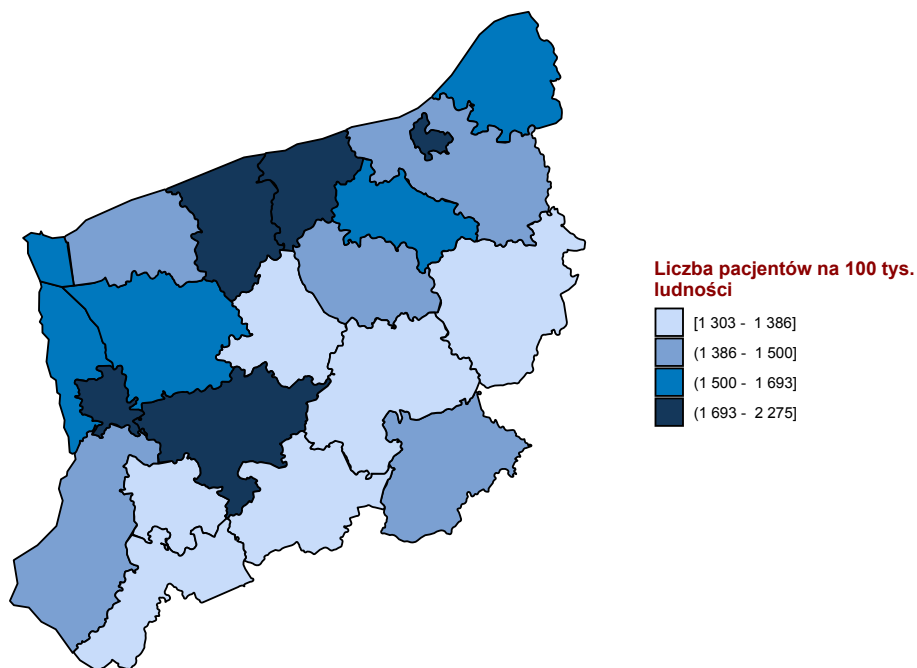 Liczba pacjentów na 100 tys.
ludności
[1 303 - 1 386]
(1 386 - 1 500]
(1 500 - 1 693]
(1 693 - 2 275]